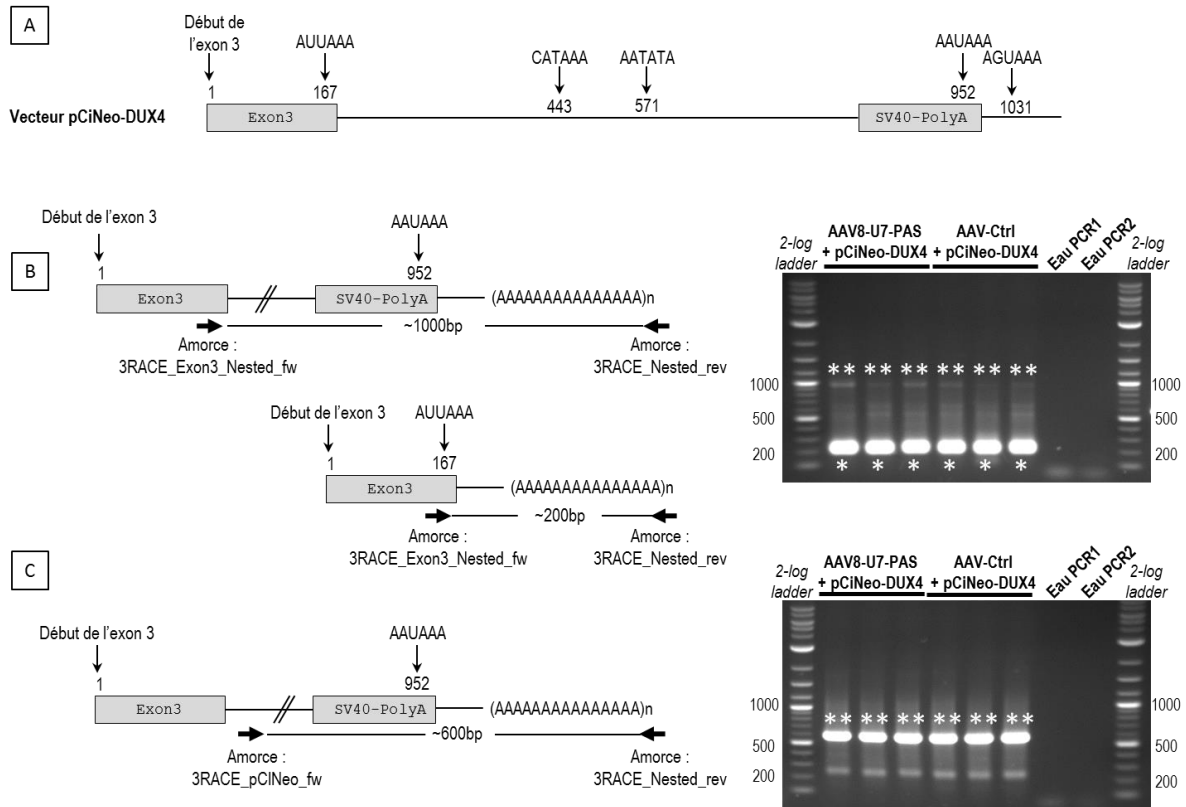 A
Début de
l'exon 3
AUUAAA
CATAAA
AATATA
AAUAAA
AGUAAA
1
167
443
571
952
1031
Vecteur pCiNeo-DUX4
Exon3
SV40-PolyA
B
Début de l'exon 3
AAUAAA
1
952
Exon3
SV40-PolyA
(AAAAAAAAAAAAAAA)n
~1000bp
Amorce :
3RACE_Exon3_Nested_fw
Amorce :
3RACE_Nested_rev
Début de l'exon 3
AUUAAA
1
167
Exon3
(AAAAAAAAAAAAAAA)n
~200bp
Amorce :
3RACE_Exon3_Nested_fw
Amorce :
3RACE_Nested_rev
2-log
ladder
AAV8-U7-PAS
+ pCiNeo-DUX4
AAV-Ctrl
+ pCiNeo-DUX4
Eau PCR1
Eau PCR2
2-log
ladder
** ** ** ** ** **
1000
500
200
1000
500
200
* * * * * *
C
Début de l'exon 3
AAUAAA
1
952
Exon3
SV40-PolyA
(AAAAAAAAAAAAAAA)n
~600bp
Amorce :
3RACE_pCINeo_fw
Amorce :
3RACE_Nested_rev
2-log
ladder
AAV8-U7-PAS
+ pCiNeo-DUX4
AAV-Ctrl
+ pCiNeo-DUX4
Eau PCR1
Eau PCR2
2-log
ladder
1000
500
200
** ** ** ** ** **
1000
500
200